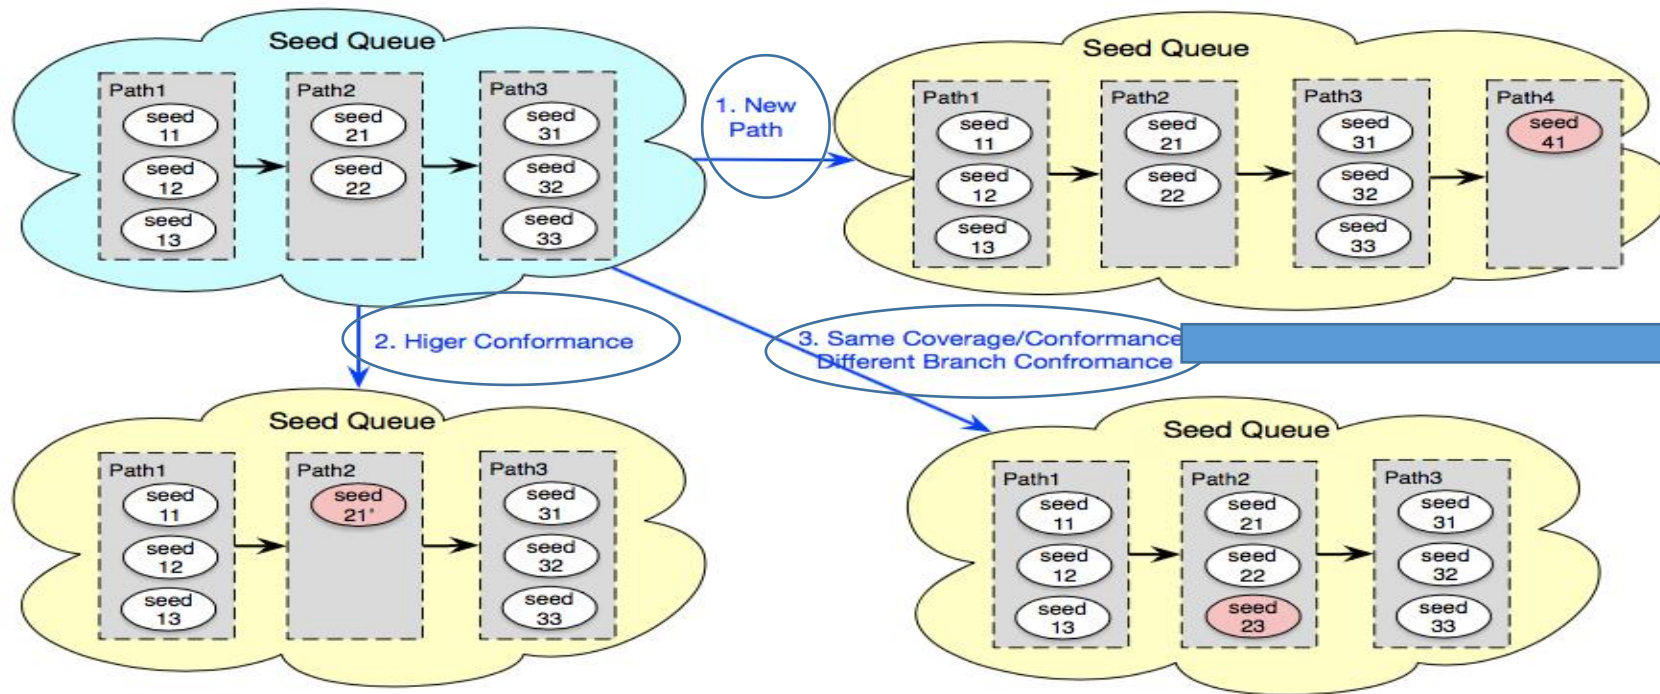 Seed Queue
Path1
seed
11
seed
12
seed
13
Path2
seed
21
seed
22
Path3
seed
31
seed
32
seed
33
1. New
Path
Seed Queue
Path1
seed
11
seed
12
seed
13
Path2
seed
21
seed
22
Path3
seed
31
seed
32
seed
33
Path4
seed
41
2. Higer Conformance
3. Same Coverage/Conformance
Different Branch Confromance
Seed Queue
Path1
seed
11
seed
12
seed
13
Path2
seed
21'
Path3
seed
31
seed
32
seed
33
Seed Queue
Path1
seed
11
seed
12
seed
13
Path2
seed
21
seed
22
seed
23
Path3
seed
31
seed
32
seed
33